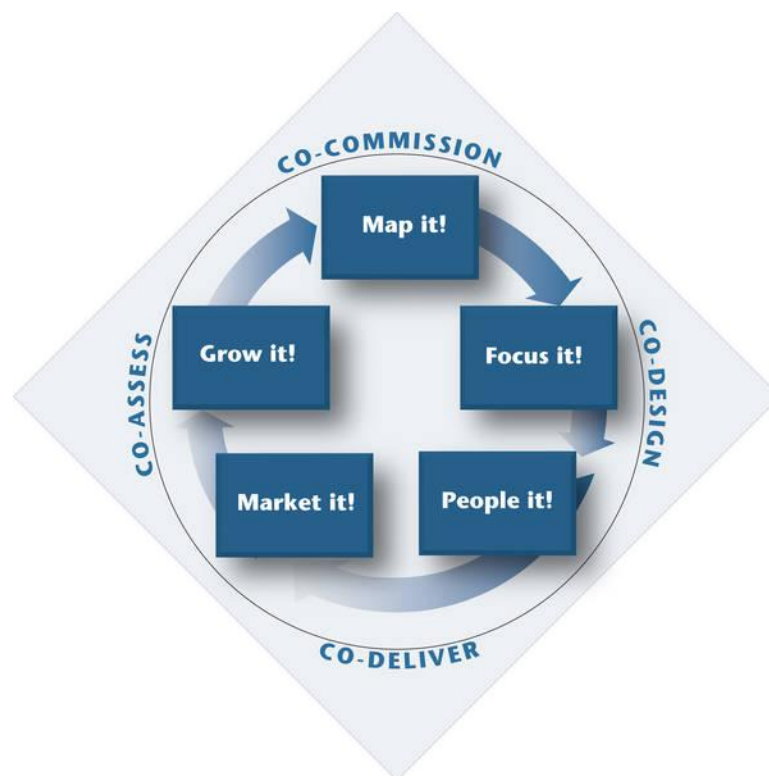 CO-COMMISSION
Map it!
Focus it!
CO-DESIGN
People it!
CO-DELIVER
Market it!
Grow it!
CO-ASSESS